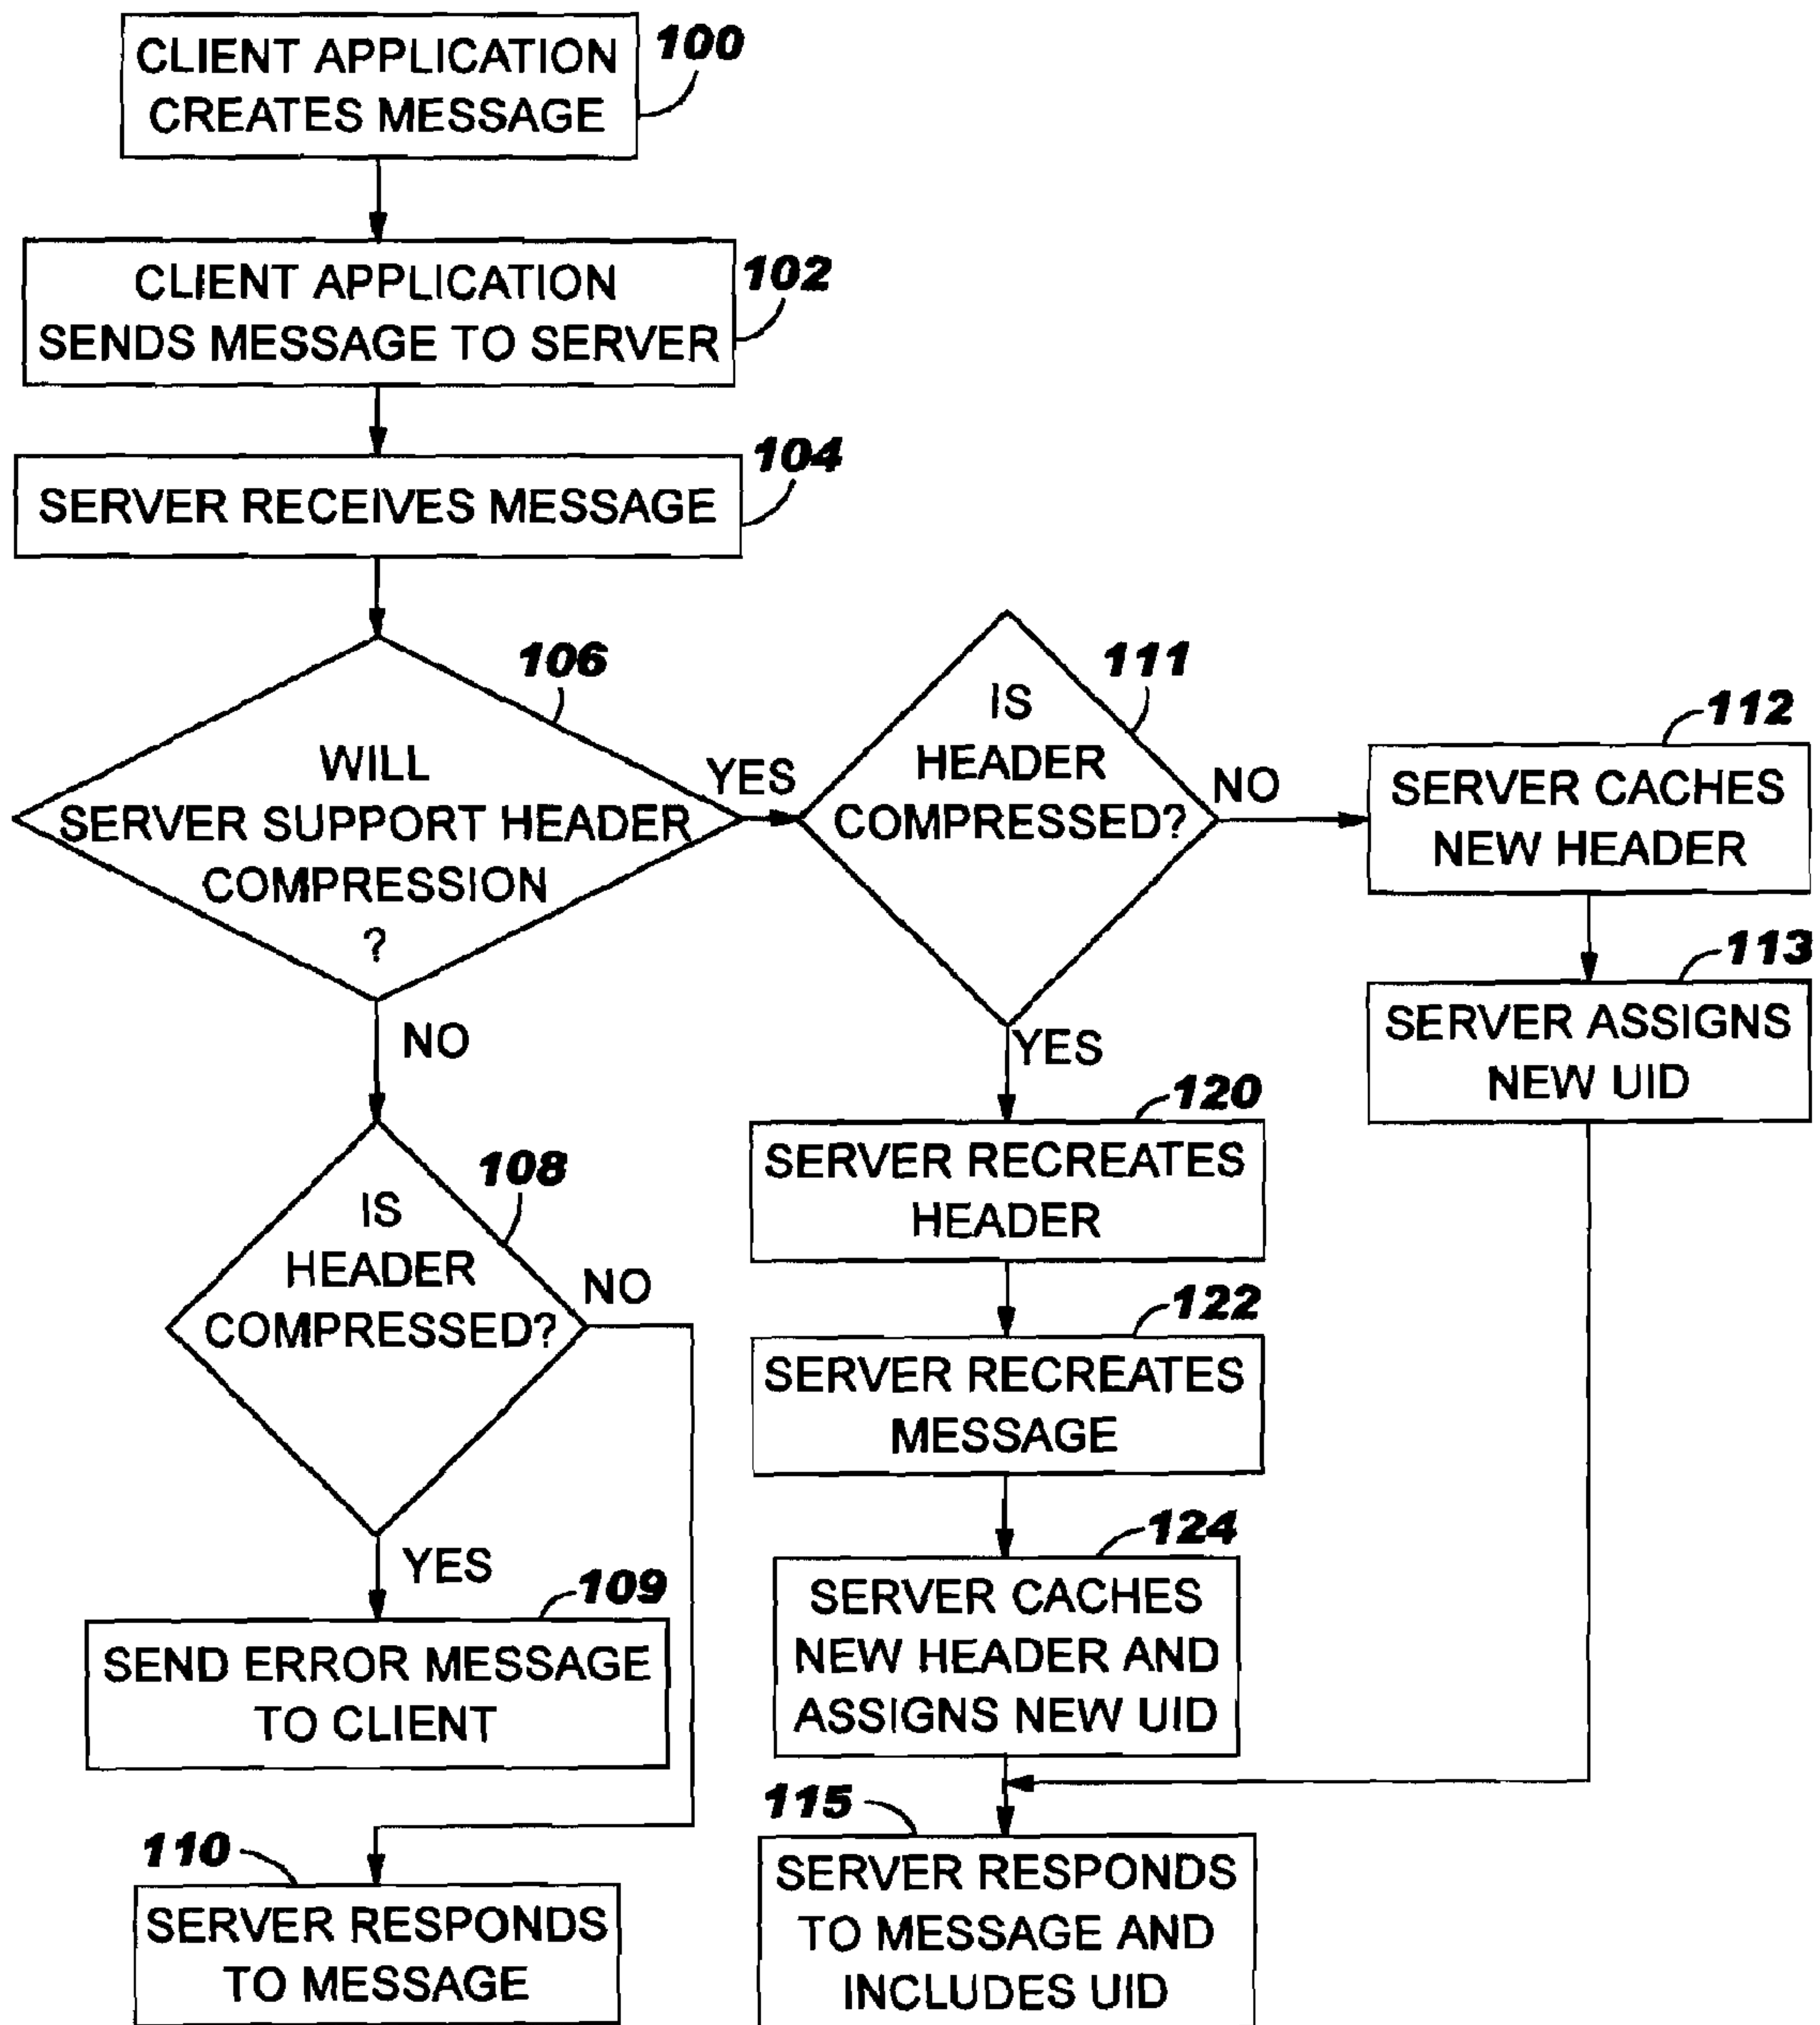 CLIENT APPLICATION
CREATES MESSAGE
100
CLIENT APPLICATION
SENDS MESSAGE TO SERVER
102
SERVER RECEIVES MESSAGE
104
WILL
SERVER SUPPORT HEADER
COMPRESSION
?
106
YES
NO
IS
HEADER
COMPRESSED?
111
NO
YES
SERVER CACHES
NEW HEADER
112
SERVER ASSIGNS
NEW UID
113
IS
HEADER
COMPRESSED?
108
NO
YES
SEND ERROR MESSAGE
TO CLIENT
109
110
SERVER RESPONDS
TO MESSAGE
SERVER RECREATES
HEADER
120
SERVER RECREATES
MESSAGE
122
SERVER CACHES
NEW HEADER AND
ASSIGNS NEW UID
124
115
SERVER RESPONDS
TO MESSAGE AND
INCLUDES UID